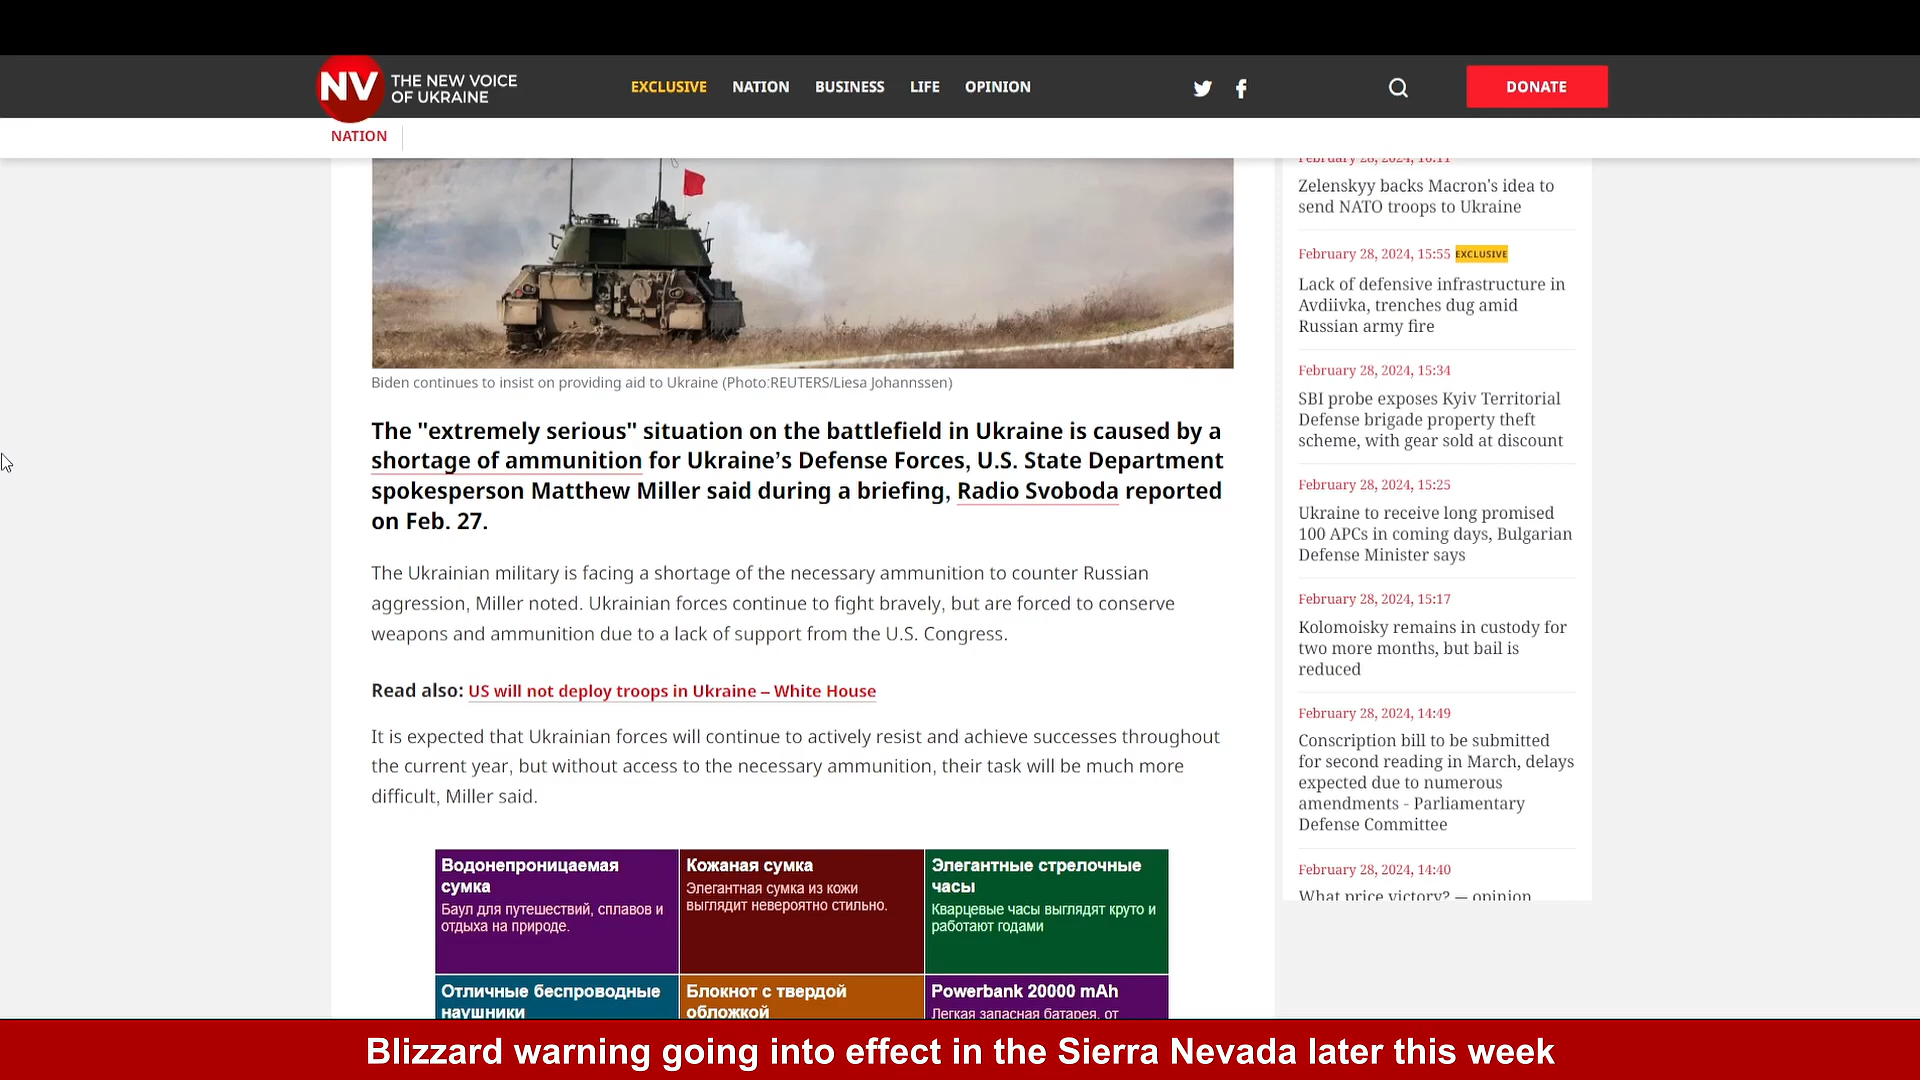 NV THE NEW VOICE
OF UKRAINE
EXCLUSIVE NATION BUSINESS LIFE OPINION
DONATE
NATION
Biden continues to insist on providing aid to Ukraine (Photo:REUTERS/Liesa Johannssen)
The "extremely serious" situation on the battlefield in Ukraine is caused by a
shortage of ammunition for Ukraine’s Defense Forces, U.S. State Department
spokesperson Matthew Miller said during a briefing, Radio Svoboda reported
on Feb. 27.
The Ukrainian military is facing a shortage of the necessary ammunition to counter Russian
aggression, Miller noted. Ukrainian forces continue to fight bravely, but are forced to conserve
weapons and ammunition due to a lack of support from the U.S. Congress.
Read also: US will not deploy troops in Ukraine – White House
It is expected that Ukrainian forces will continue to actively resist and achieve successes throughout
the current year, but without access to the necessary ammunition, their task will be much more
difficult, Miller said.
Водонепроницаемая
сумка
Баул для путешествий, сплавов и
отдыха на природе.
Кожаная сумка
Элегантная сумка из кожи
выглядит невероятно стильно.
Элегантные стрелочные
часы
Кварцевые часы выглядят круто и
работают годами
Отличные беспроводные
наушники
Блокнот с твердой
обложкой
Powerbank 20000 mAh
Легкая запасная батарея, от
February 28, 2024, 16:11
Zelenskyy backs Macron's idea to
send NATO troops to Ukraine
February 28, 2024, 15:55 EXCLUSIVE
Lack of defensive infrastructure in
Avdiivka, trenches dug amid
Russian army fire
February 28, 2024, 15:34
SBI probe exposes Kyiv Territorial
Defense brigade property theft
scheme, with gear sold at discount
February 28, 2024, 15:25
Ukraine to receive long promised
100 APCs in coming days, Bulgarian
Defense Minister says
February 28, 2024, 15:17
Kolomoisky remains in custody for
two more months, but bail is
reduced
February 28, 2024, 14:49
Conscription bill to be submitted
for second reading in March, delays
expected due to numerous
amendments - Parliamentary
Defense Committee
February 28, 2024, 14:40
What price victory? — opinion
Blizzard warning going into effect in the Sierra Nevada later this week